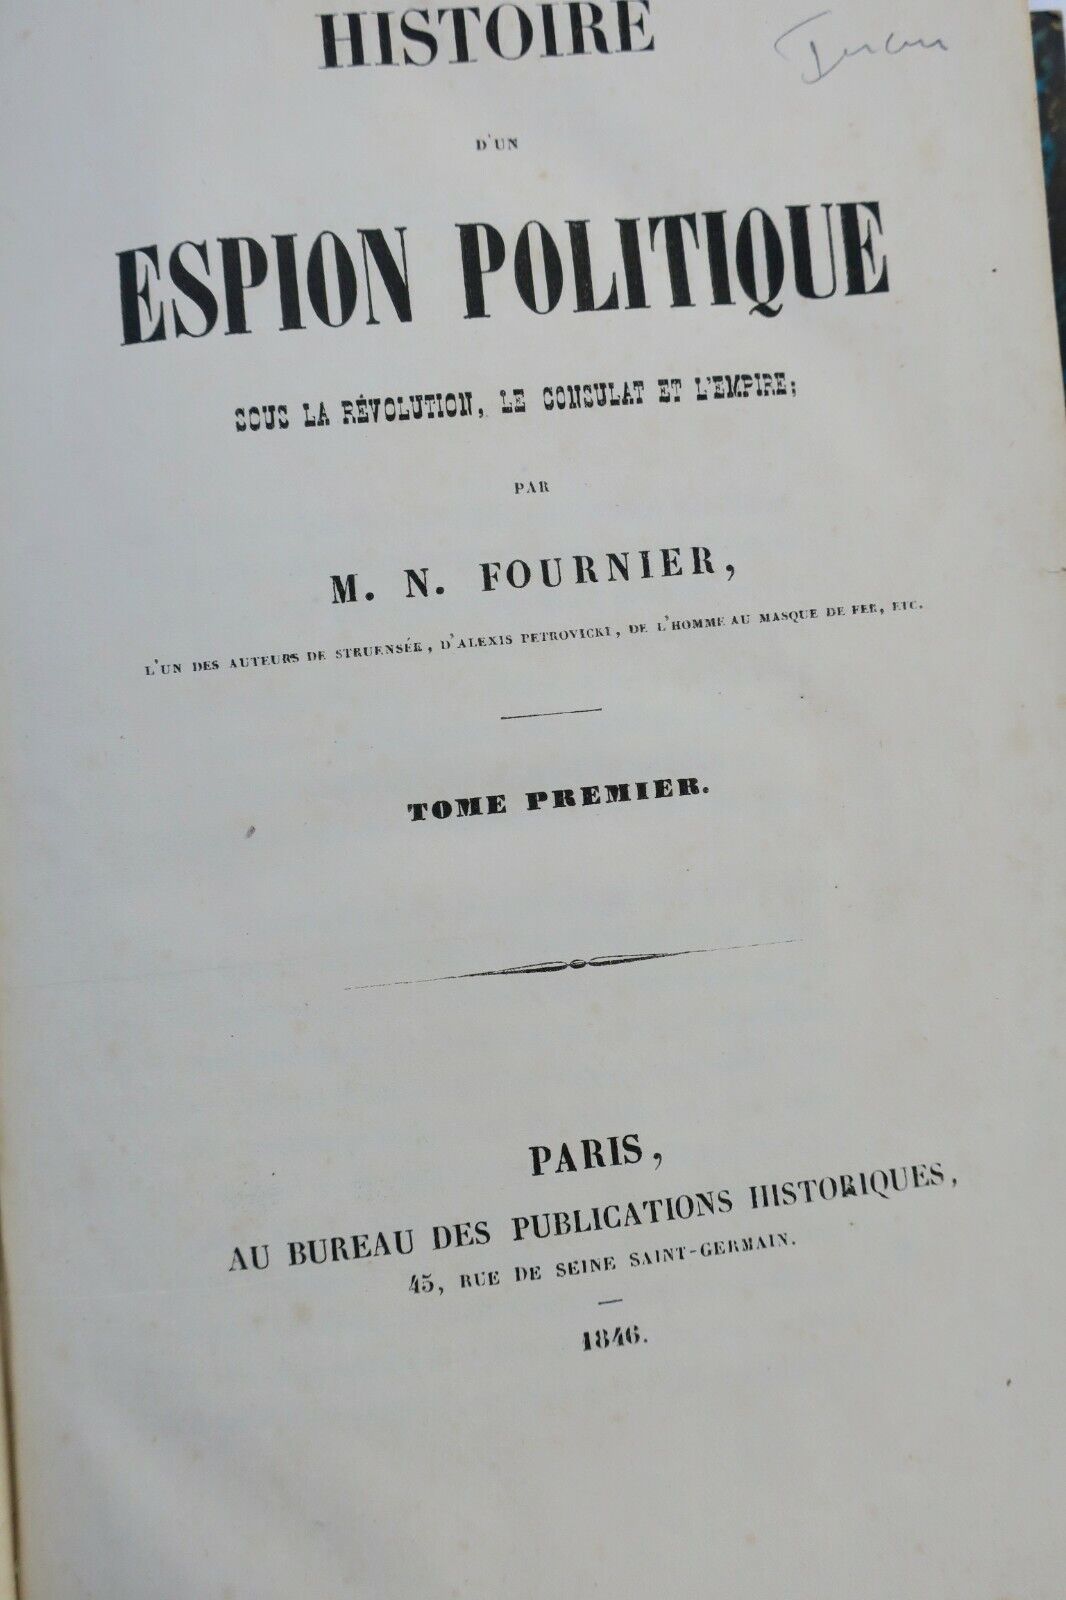 HISTOIRE
D'UN
ESPION POLITIQUE
SOUS LA RÉVOLUTION, LE CONSULAT ET L'EMPIRE;
PAR
M. N. FOURNIER,
L'UN DES AUTEURS DE STRUENSÉE, D'ALEXIS PETROVICKI, DE L'HOMME AU MASQUE DE FER, ETC.
TOME PREMIER.
PARIS,
AU BUREAU DES PUBLICATIONS HISTORIQUES,
45, RUE DE SEINE SAINT-GERMAIN.
1846.